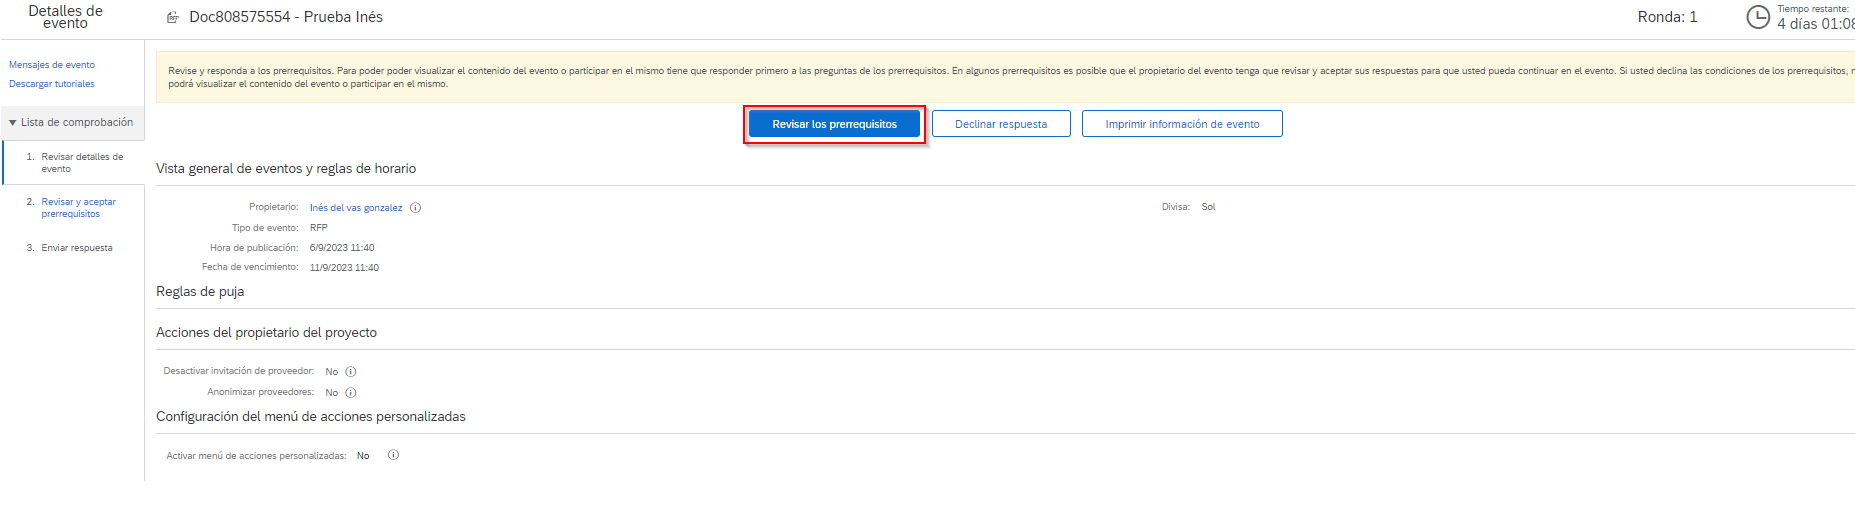 Detalles de
evento
RFP
Doc808575554 - Prueba Inés
Ronda: 1
Tiempo restante:
4 días 01:08
Mensajes de evento
Descargar tutoriales
Lista de comprobación
1. Revisar detalles de
evento
2. Revisar y aceptar
prerrequisitos
3. Enviar respuesta
Revise y responda a los prerrequisitos. Para poder poder visualizar el contenido del evento o participar en el mismo tiene que responder primero a las preguntas de los prerrequisitos. En algunos prerrequisitos es posible que el propietario del evento tenga que revisar y aceptar sus respuestas para que usted pueda continuar en el evento. Si usted declina las condiciones de los prerrequisitos,
podrá visualizar el contenido del evento o participar en el mismo.
Revisar los prerrequisitos
Declinar respuesta
Imprimir información de evento
Vista general de eventos y reglas de horario
Propietario: Inés del vas gonzalez
Divisa: Sol
Tipo de evento: RFP
Hora de publicación: 6/9/2023 11:40
Fecha de vencimiento: 11/9/2023 11:40
Reglas de puja
Acciones del propietario del proyecto
Desactivar invitación de proveedor: No
Anonimizar proveedores: No
Configuración del menú de acciones personalizadas
Activar menú de acciones personalizadas: No